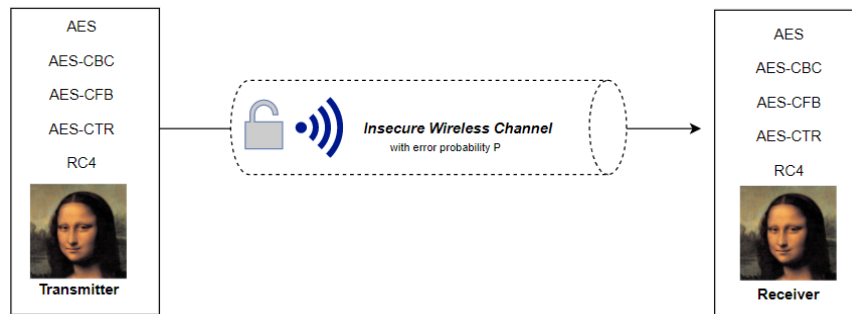 AES
AES-CBC
AES-CFB
AES-CTR
RC4
Transmitter
Insecure Wireless Channel
with error probability P
AES
AES-CBC
AES-CFB
AES-CTR
RC4
Receiver